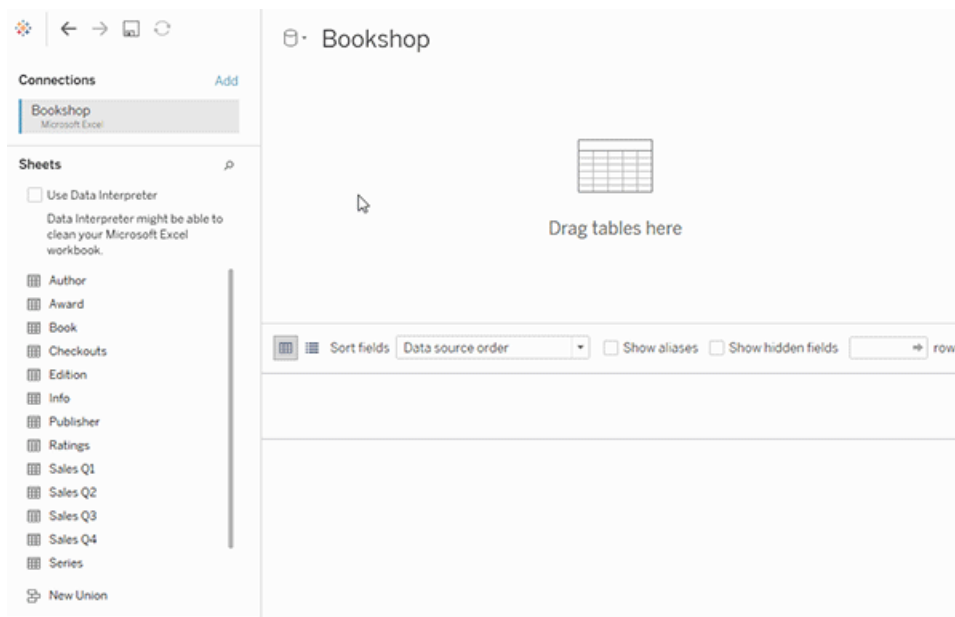 Bookshop
Connections Add
Bookshop
Microsoft Excel
Sheets
Use Data Interpreter
Data Interpreter might be able to
clean your Microsoft Excel
workbook.
Author
Award
Book
Checkouts
Edition
Info
Publisher
Ratings
Sales Q1
Sales Q2
Sales Q3
Sales Q4
Series
New Union
Drag tables here
Sort fields Data source order Show aliases Show hidden fields row